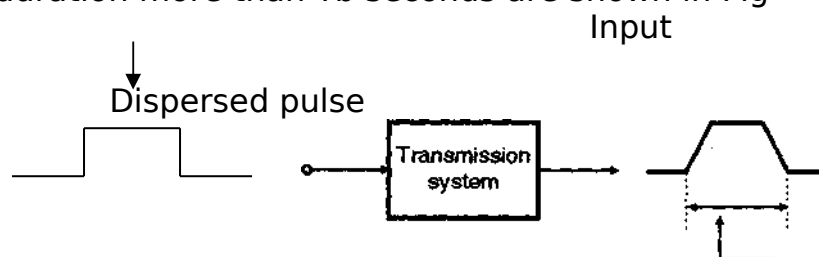 duration more than Tb seconds are shown in Fig
Input
Dispersed pulse
Transmission
system